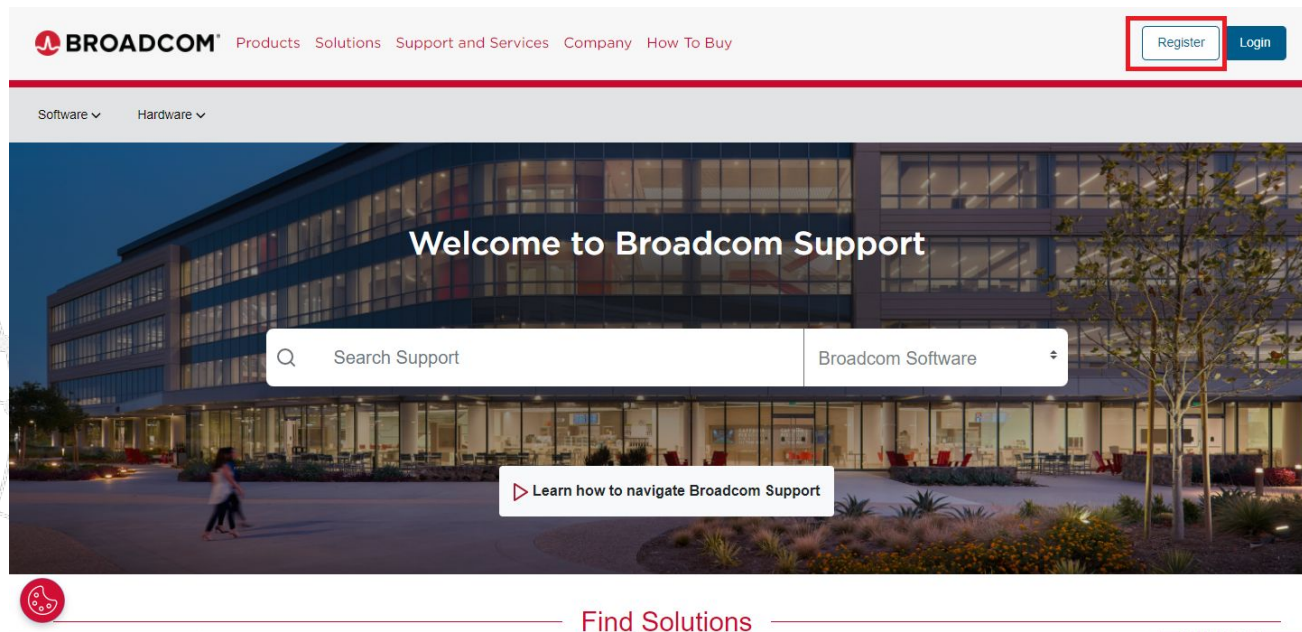 BROADCOM® Products Solutions Support and Services Company How To Buy Register Login
Software Hardware
Welcome to Broadcom Support
Search Support Broadcom Software
Learn how to navigate Broadcom Support
Find Solutions